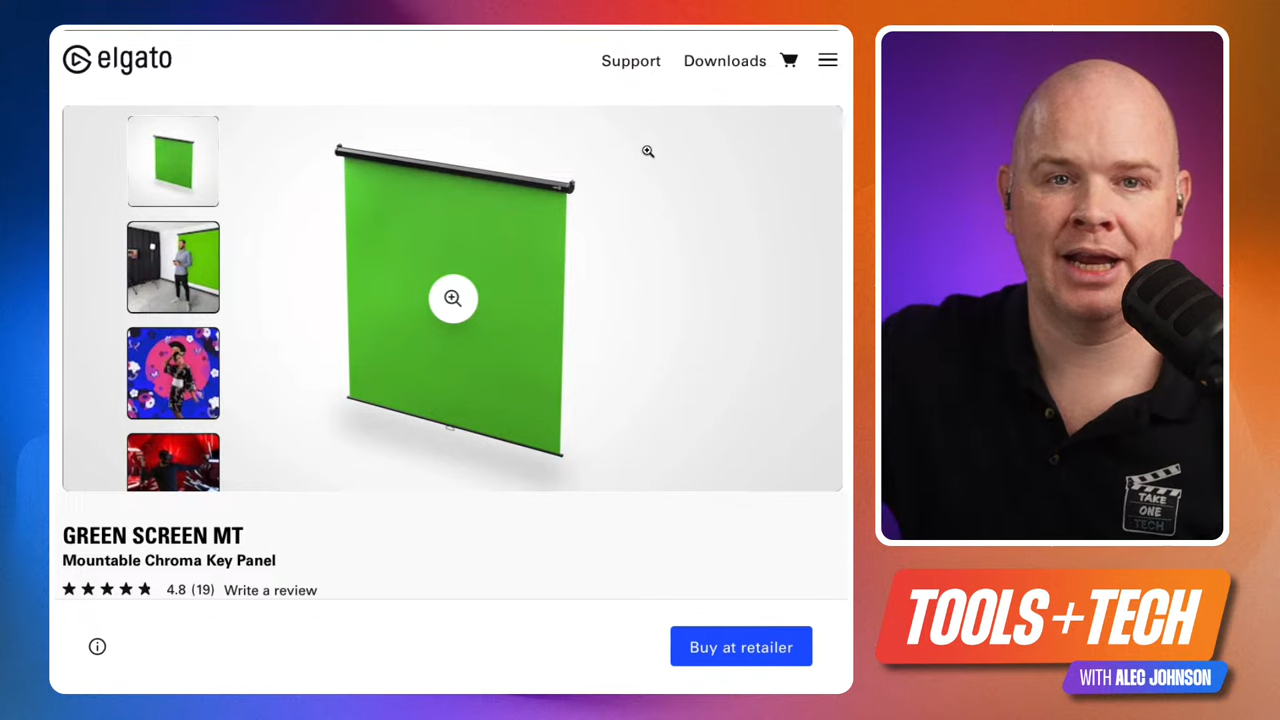 elgato
Support
Downloads
GREEN SCREEN MT
Mountable Chroma Key Panel
4.8 (19) Write a review
Buy at retailer
TAKE
ONE
TECH
TOOLS+TECH
WITH ALEC JOHNSON